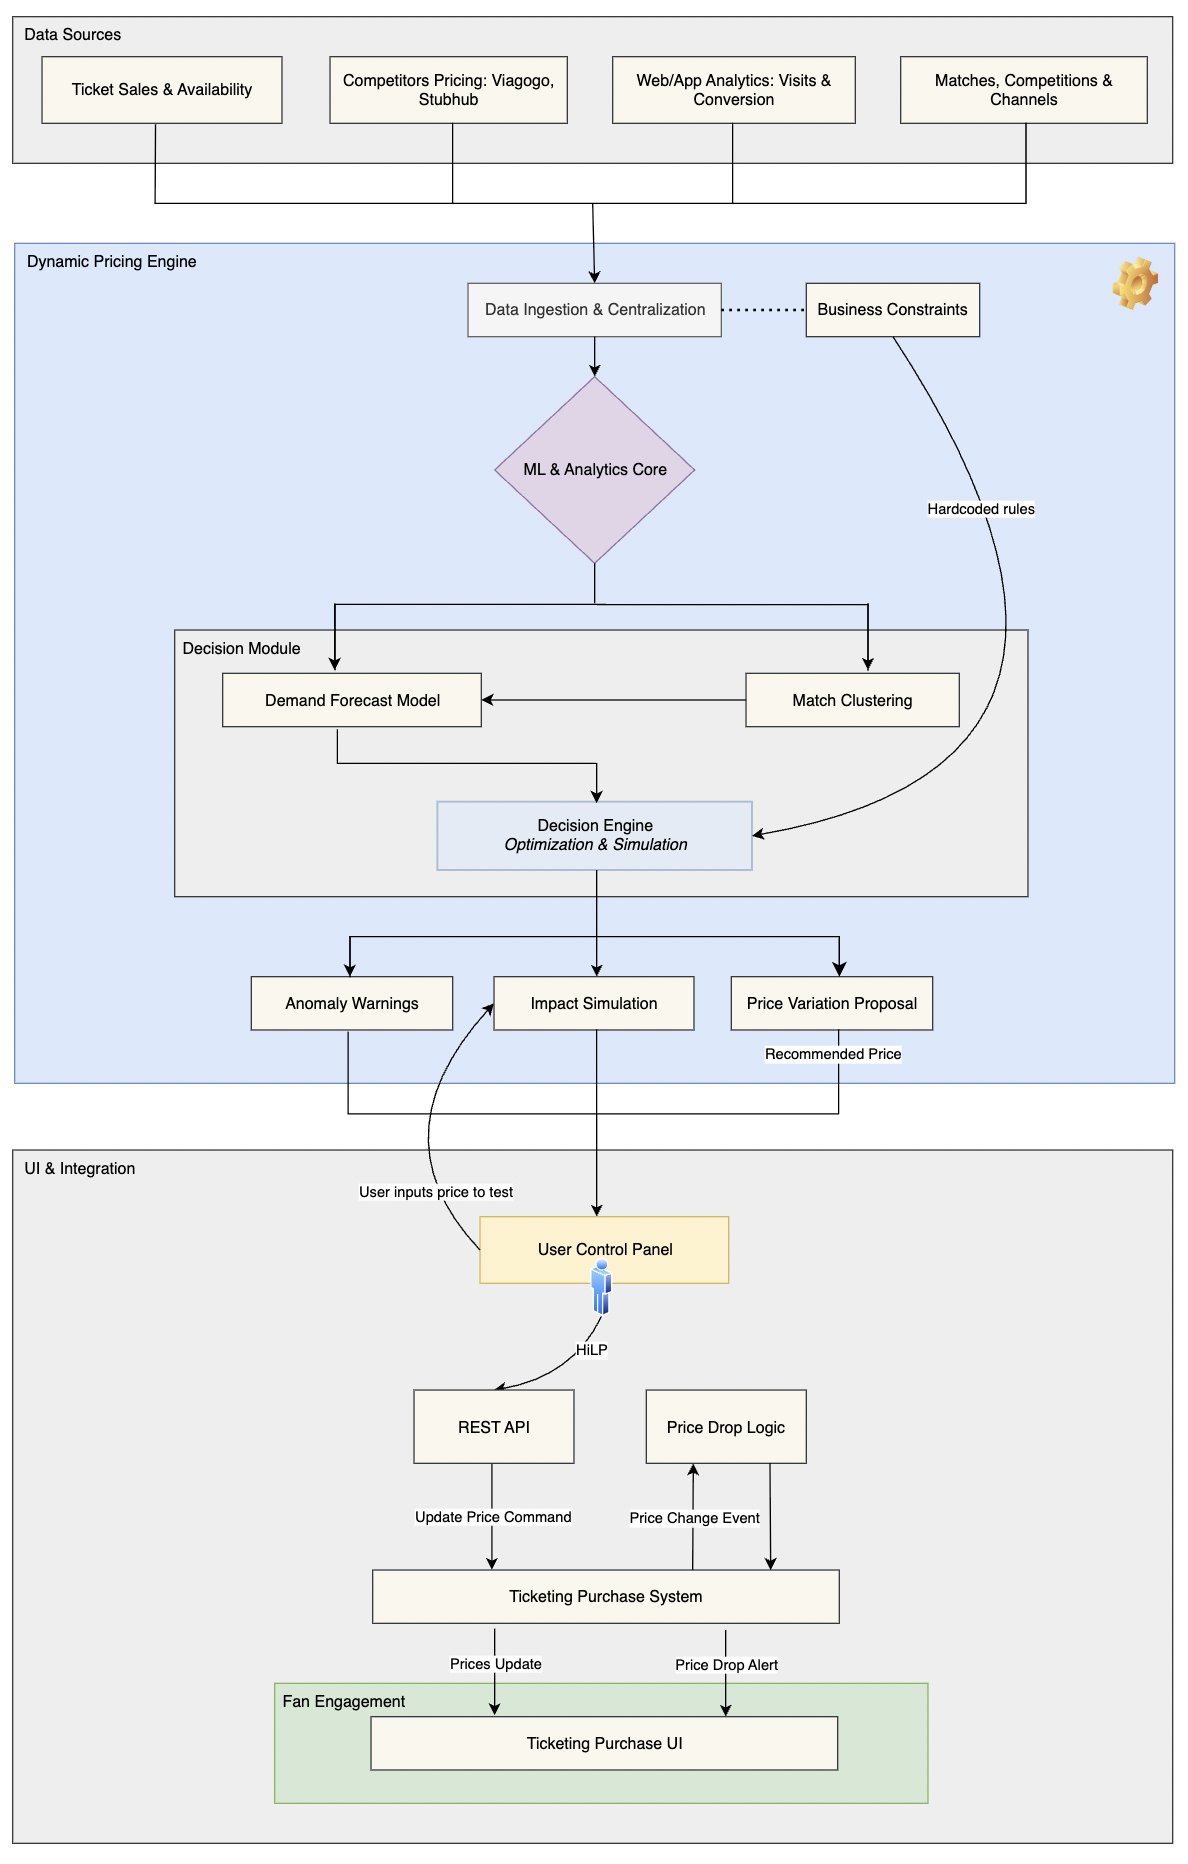 Data Sources
Ticket Sales & Availability
Competitors Pricing: Viagogo,
Stubhub
Web/App Analytics: Visits &
Conversion
Matches, Competitions &
Channels
Dynamic Pricing Engine
Data Ingestion & Centralization
Business Constraints
ML & Analytics Core
Hardcoded rules
Decision Module
Demand Forecast Model
Match Clustering
Decision Engine
Optimization & Simulation
Anomaly Warnings
Impact Simulation
Price Variation Proposal
Recommended Price
UI & Integration
User inputs price to test
User Control Panel
HiLP
REST API
Price Drop Logic
Update Price Command
Price Change Event
Ticketing Purchase System
Prices Update
Price Drop Alert
Fan Engagement
Ticketing Purchase UI